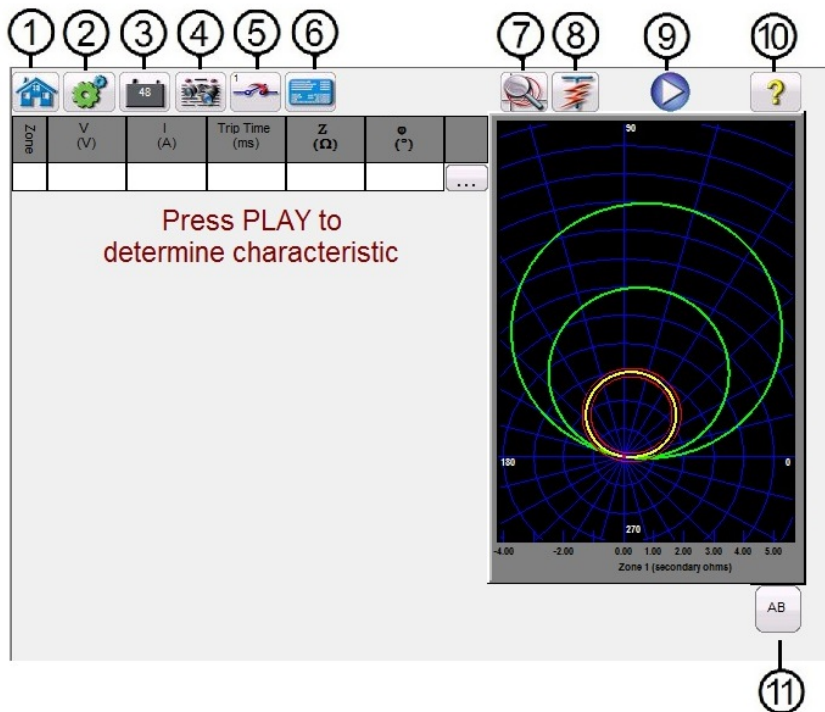 1 2 3 4 5 6 7 8 9 10
48 1 ?
Zone V (V) I (A) Trip Time (ms) Z (Ω) φ (°)
...
Press PLAY to
determine characteristic
90
180 0
270
-4.00 -2.00 0.00 1.00 2.00 3.00 4.00 5.00
Zone 1 (secondary ohms)
AB
11